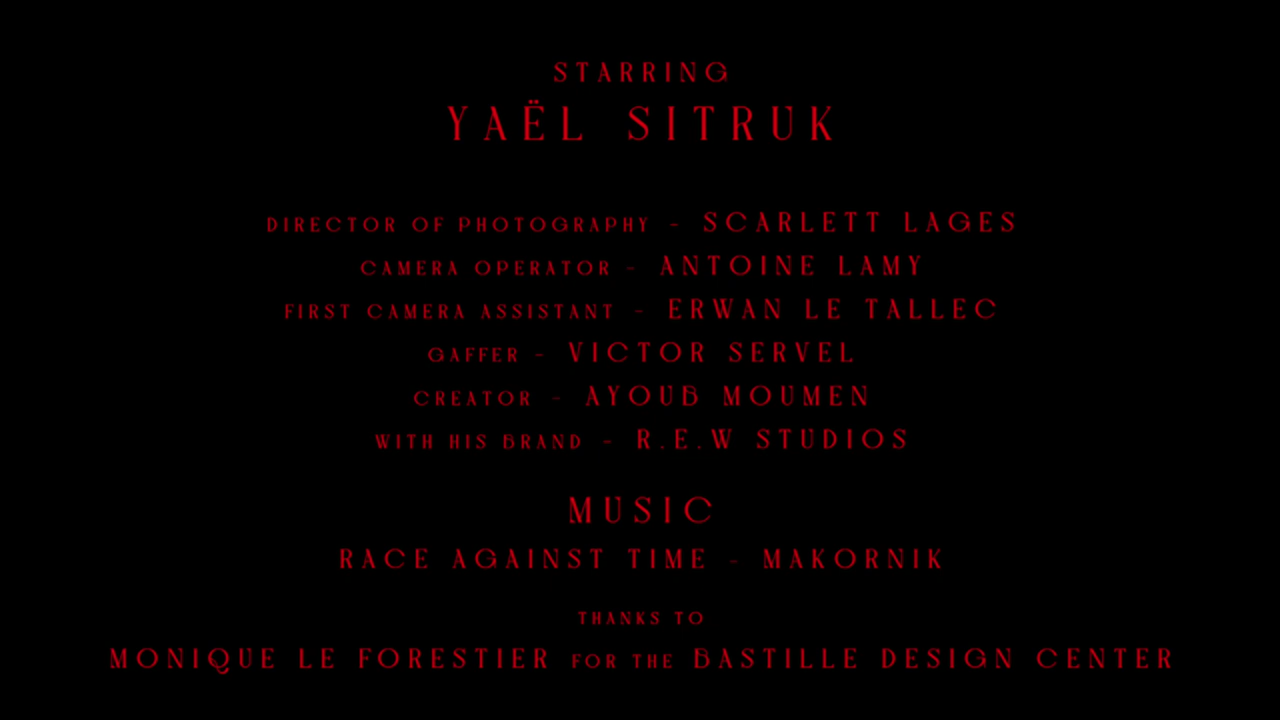 STARRING
YAËL SITRUK
DIRECTOR OF PHOTOGRAPHY - SCARLETT LAGES
CAMERA OPERATOR - ANTOINE LAMY
FIRST CAMERA ASSISTANT - ERWAN LE TALLEC
GAFFER - VICTOR SERVEL
CREATOR - AYOUB MOUMEN
WITH HIS BRAND - R.E.W STUDIOS
MUSIC
RACE AGAINST TIME - MAKORNIK
THANKS TO
MONIQUE LE FORESTIER FOR THE BASTILLE DESIGN CENTER